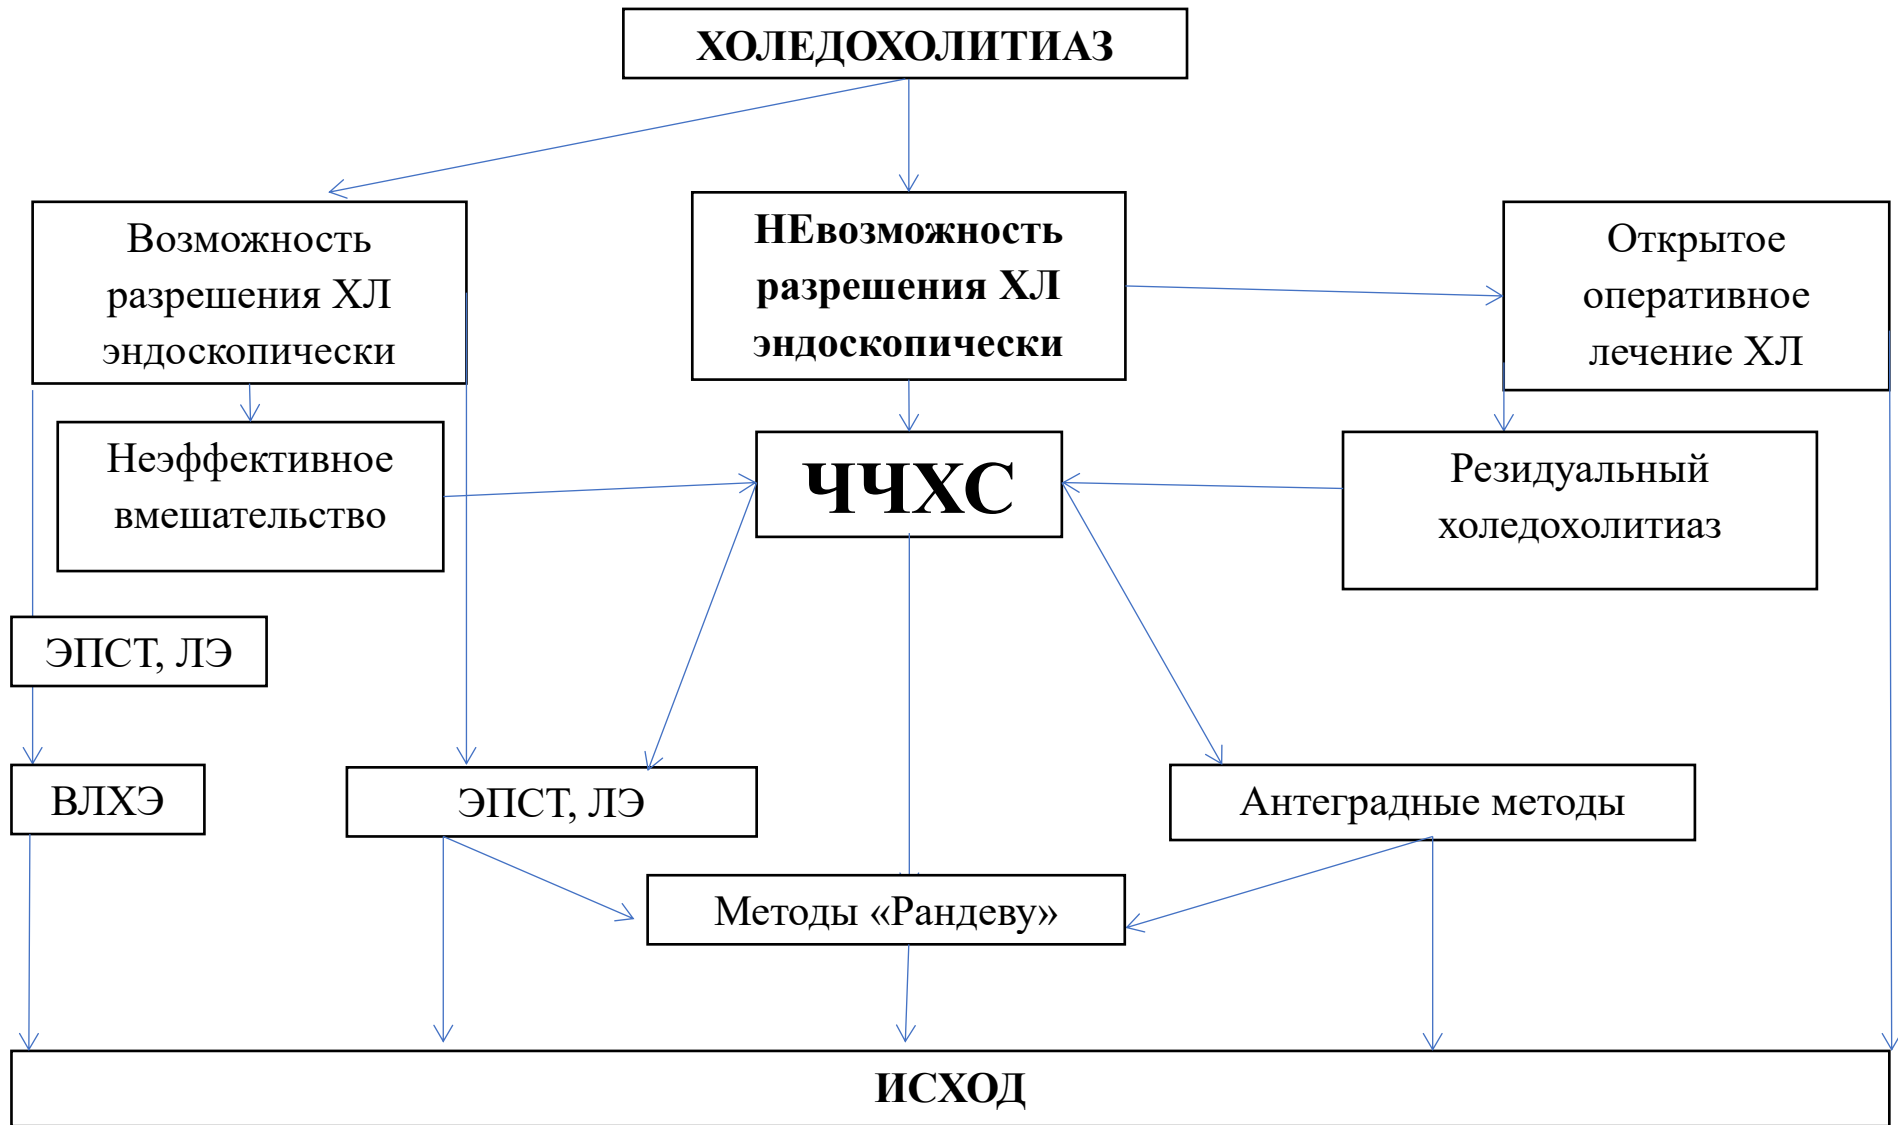 ХОЛЕДОХОЛИТИАЗ
Возможность
разрешения ХЛ
эндоскопически
НЕвозможность
разрешения ХЛ
эндоскопически
Открытое
оперативное
лечение ХЛ
Неэффективное
вмешательство
ЧЧХС
Резидуальный
холедохолитиаз
ЭПСТ, ЛЭ
ВЛХЭ
ЭПСТ, ЛЭ
Антеградные методы
Методы «Рандеву»
ИСХОД